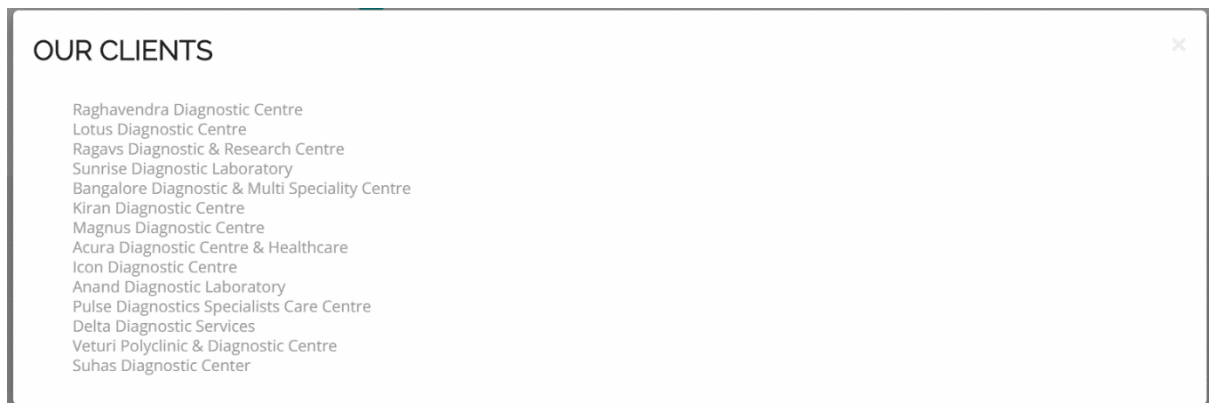 OUR CLIENTS
×
Raghavendra Diagnostic Centre
Lotus Diagnostic Centre
Ragavs Diagnostic & Research Centre
Sunrise Diagnostic Laboratory
Bangalore Diagnostic & Multi Speciality Centre
Kiran Diagnostic Centre
Magnus Diagnostic Centre
Acura Diagnostic Centre & Healthcare
Icon Diagnostic Centre
Anand Diagnostic Laboratory
Pulse Diagnostics Specialists Care Centre
Delta Diagnostic Services
Veturi Polyclinic & Diagnostic Centre
Suhas Diagnostic Center